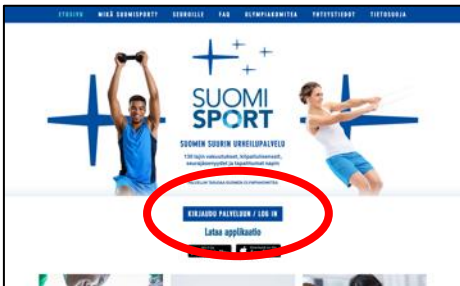 ETUSIVU MIKÄ SUOMISPORT? SEUROILLE FAQ OLYMPIAKOMITEA YHTEYSTIEDOT TIETOSUOJA
SUOMI
SPORT
SUOMEN SUURIN URHEILUPALVELU
KIRJAUDU PALVELUUN / LOG IN
Lataa applikaatio